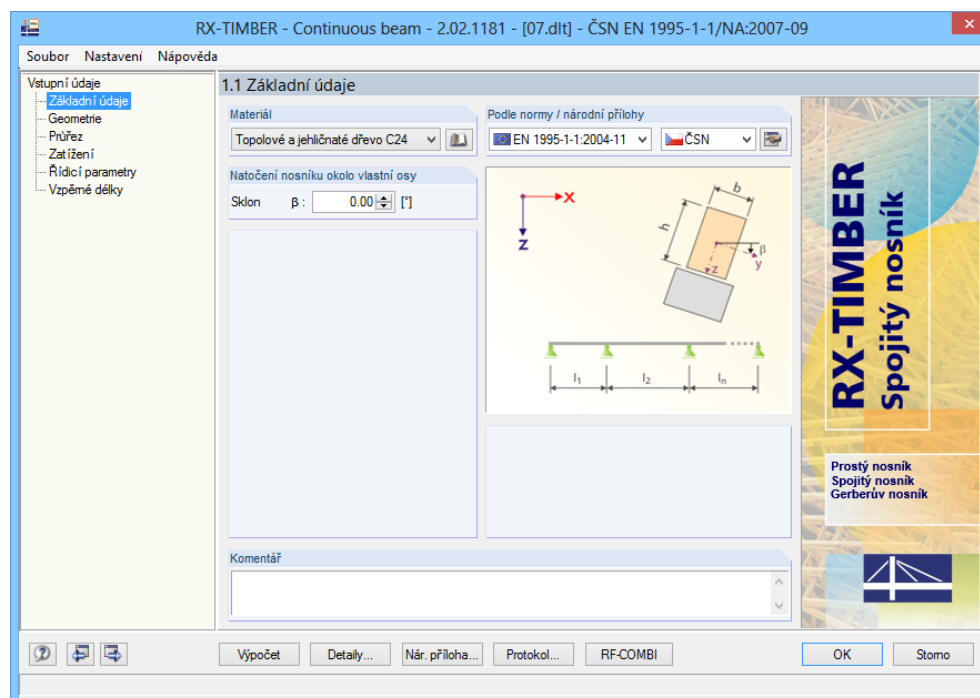 RX-TIMBER - Continuous beam - 2.02.1181 - [07.dlt] - ČSN EN 1995-1-1/NA:2007-09
Soubor Nastavení Nápověda
Vstupní údaje
Základní údaje
Geometrie
Průřez
Zatížení
Řídicí parametry
Vzpěrné délky
1.1 Základní údaje
Materiál
Topolové a jehličnaté dřevo C24
Podle normy / národní přílohy
EN 1995-1-1:2004-11
ČSN
Natočení nosníku okolo vlastní osy
Sklon β : 0.00 [°]
X
Z
b
h
β
y
z
l1 l2 ln
Komentář
RX-TIMBER
Spojitý nosník
Prostý nosník
Spojitý nosník
Gerberův nosník
Výpočet Detaily... Nár. příloha... Protokol... RF-COMBI OK Storno